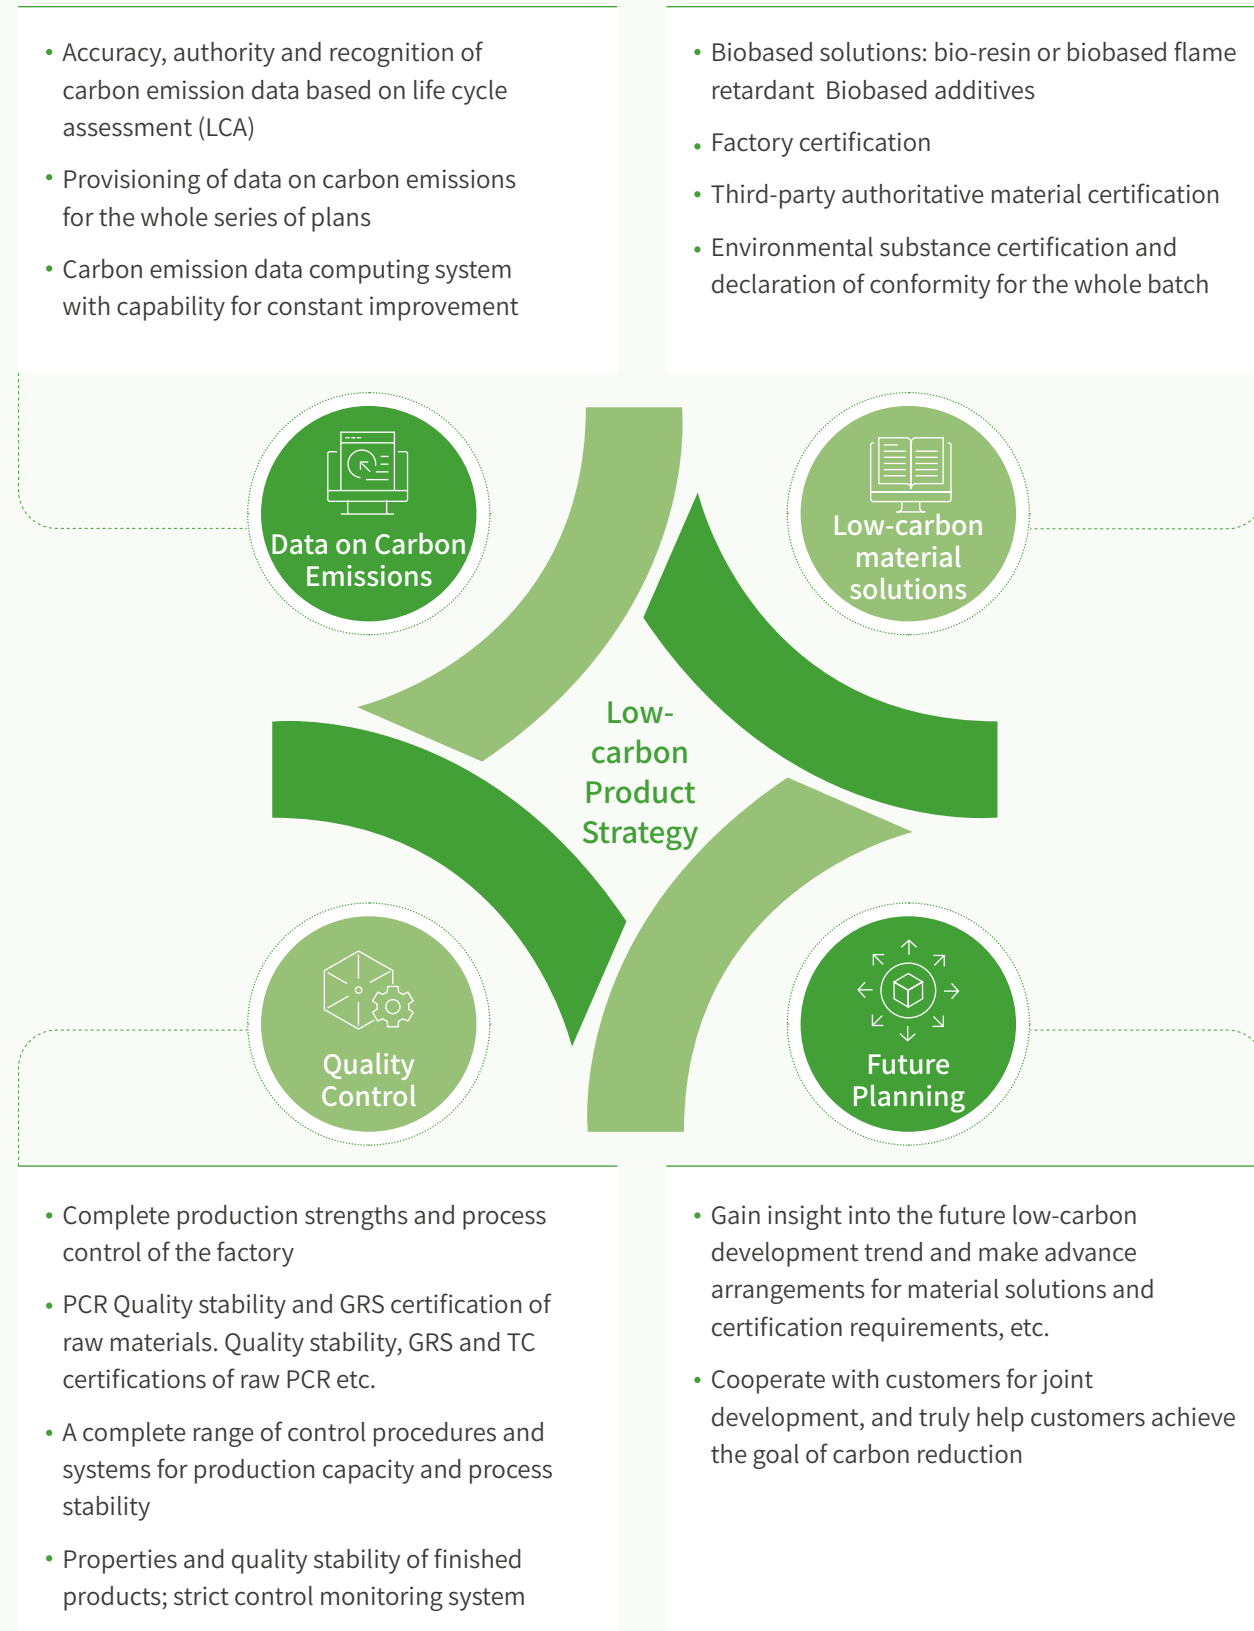 • Accuracy, authority and recognition of
carbon emission data based on life cycle
assessment (LCA)
• Provisioning of data on carbon emissions
for the whole series of plans
• Carbon emission data computing system
with capability for constant improvement
• Biobased solutions: bio-resin or biobased flame
retardant  Biobased additives
• Factory certification
• Third-party authoritative material certification
• Environmental substance certification and
declaration of conformity for the whole batch
Data on Carbon
Emissions
Low-carbon
material
solutions
Low-
carbon
Product
Strategy
Quality
Control
Future
Planning
• Complete production strengths and process
control of the factory
• PCR Quality stability and GRS certification of
raw materials. Quality stability, GRS and TC
certifications of raw PCR etc.
• A complete range of control procedures and
systems for production capacity and process
stability
• Properties and quality stability of finished
products; strict control monitoring system
• Gain insight into the future low-carbon
development trend and make advance
arrangements for material solutions and
certification requirements, etc.
• Cooperate with customers for joint
development, and truly help customers achieve
the goal of carbon reduction